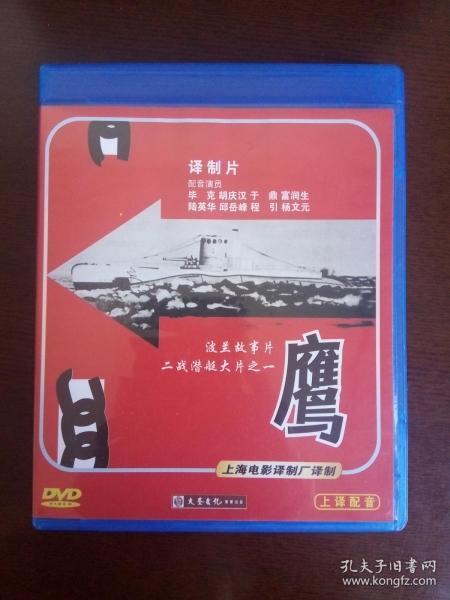 译制片
配音演员
毕 克 胡庆汉 于 鼎 富润生
陆英华 邱岳峰 程 引 杨文元
波兰故事片
二战潜艇大片之一
鹰
上海电影译制厂译制
DVD
上译配音
孔夫子旧书网
www.kongfz.com